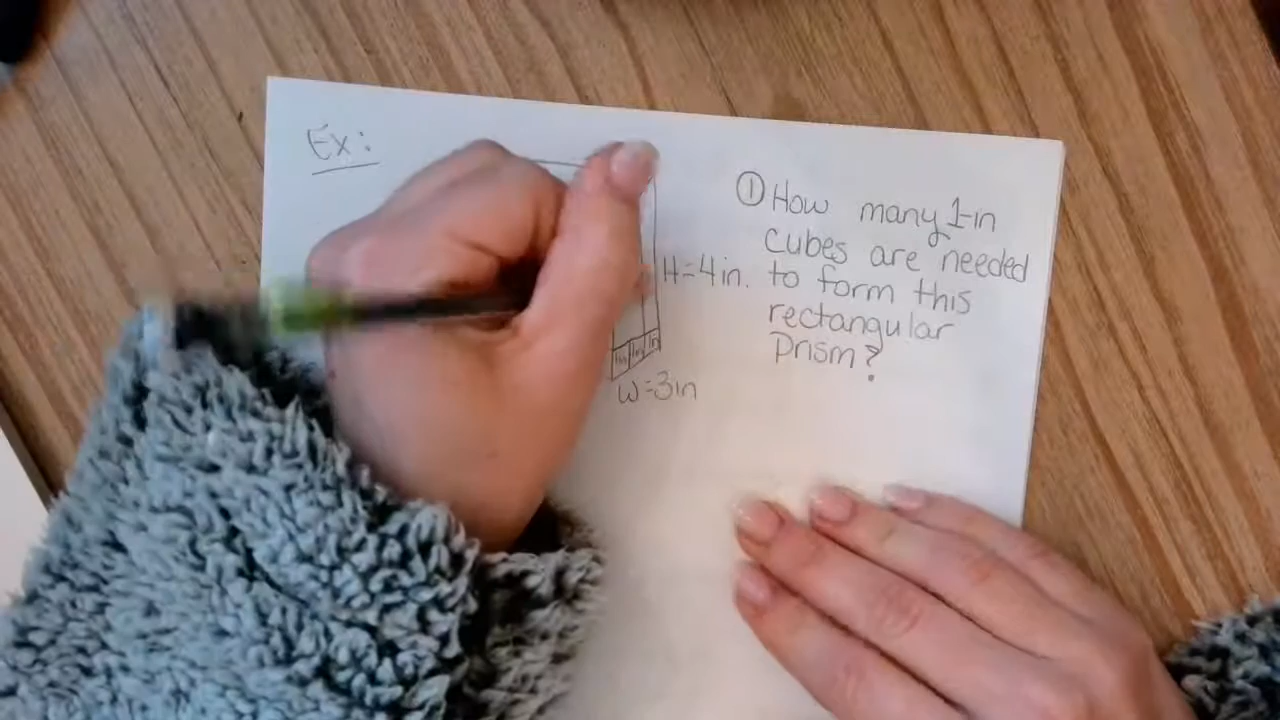 Ex:
① How many 1-in
cubes are needed
to form this
rectangular
Prism?
H=4in.
1in 1in 1in
W=3in